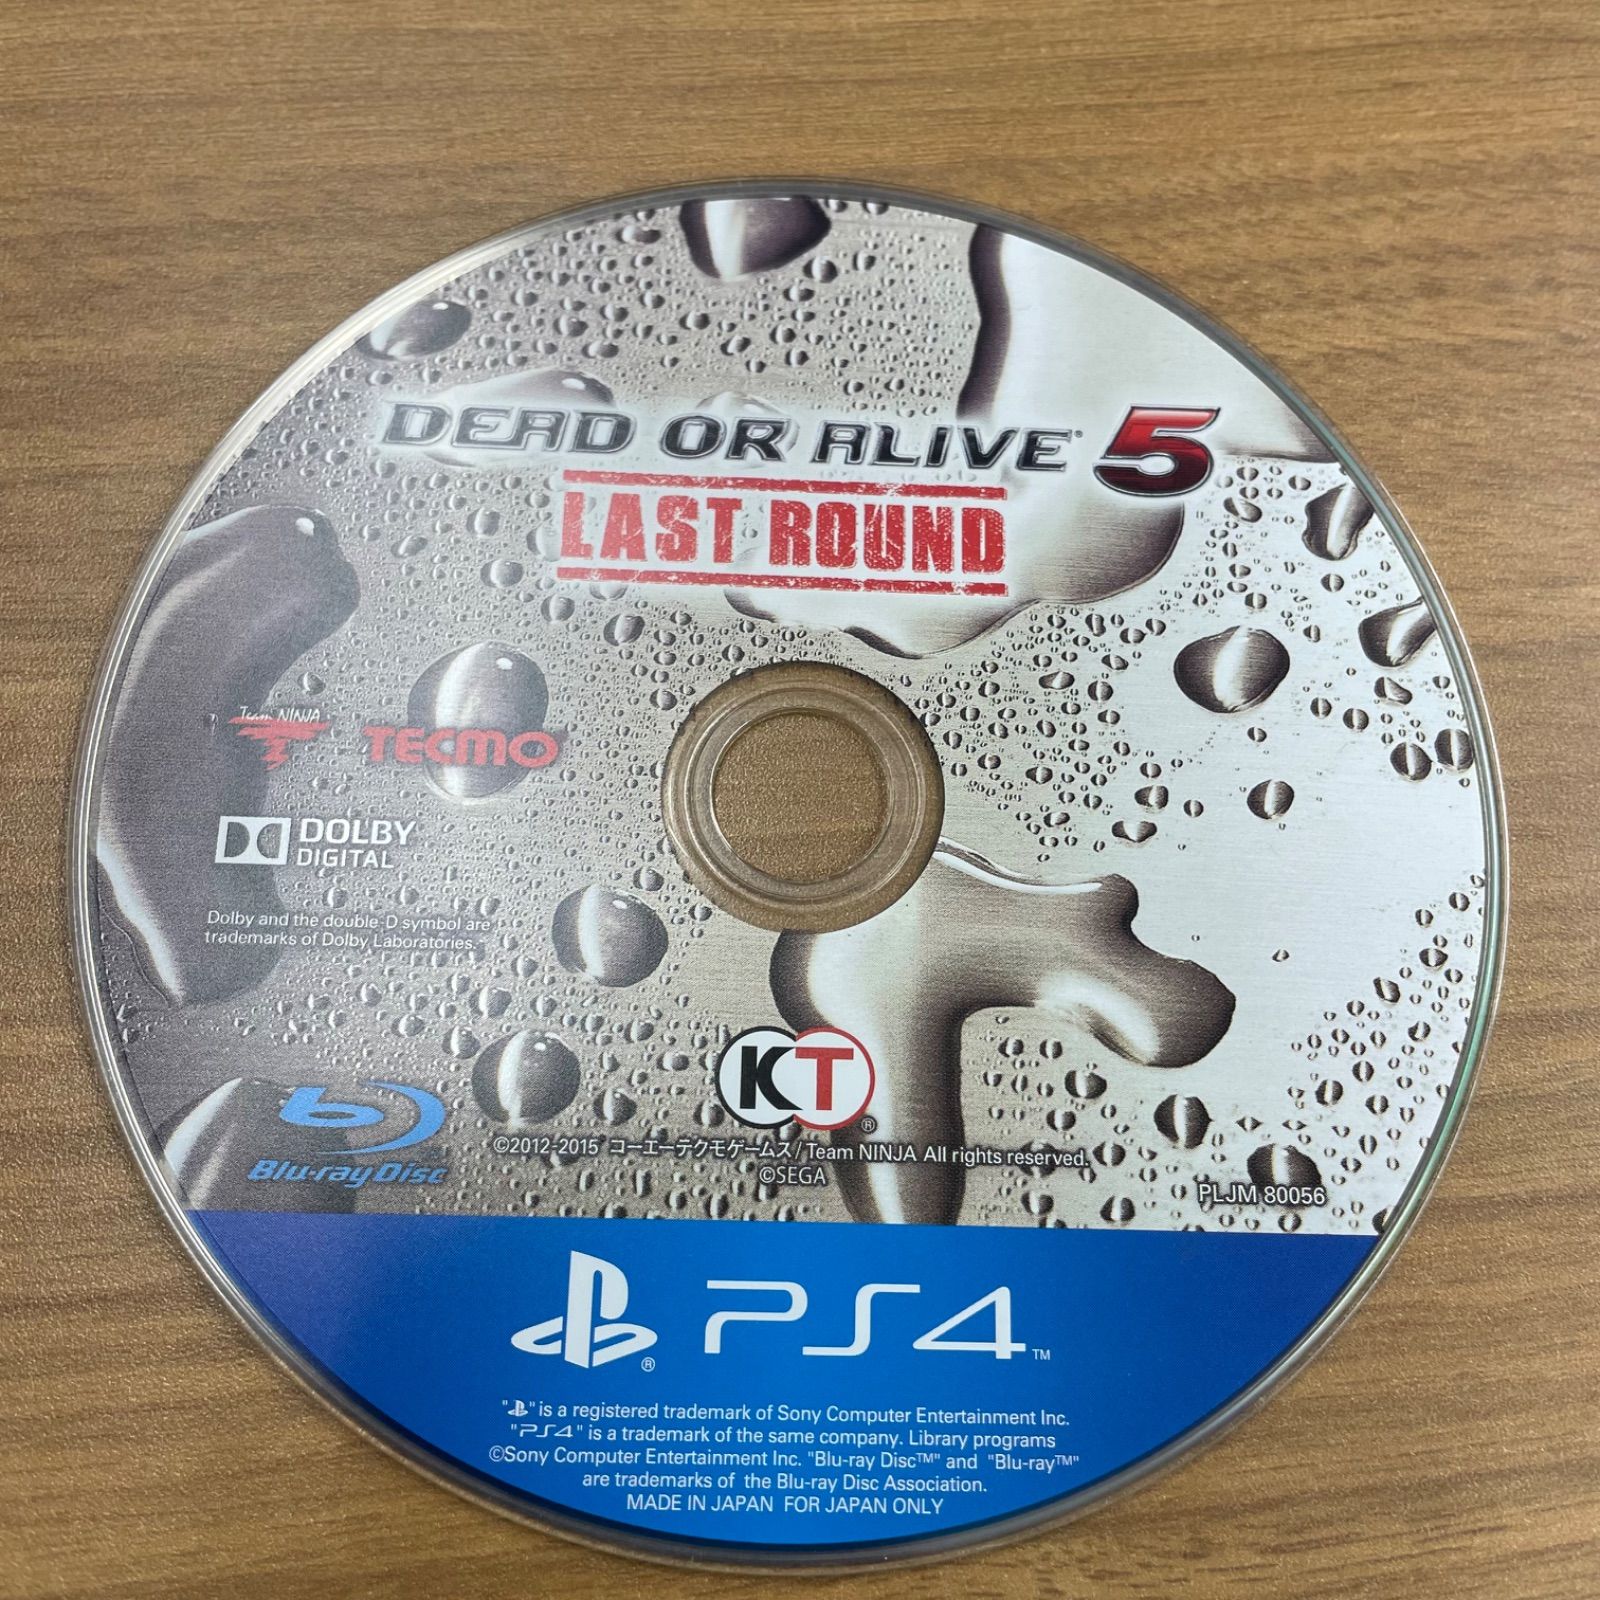 DEAD OR ALIVE® 5
LAST ROUND
Team NINJA
TECMO
DOLBY
DIGITAL
Dolby and the double-D symbol are
trademarks of Dolby Laboratories.
KT®
Blu-ray Disc
©2012-2015 コーエーテクモゲームス/Team NINJA All rights reserved.
©SEGA
PLJM 80056
® PS4™
" " is a registered trademark of Sony Computer Entertainment Inc.
"PS4" is a trademark of the same company. Library programs
©Sony Computer Entertainment Inc. "Blu-ray Disc™" and "Blu-ray™"
are trademarks of the Blu-ray Disc Association.
MADE IN JAPAN FOR JAPAN ONLY